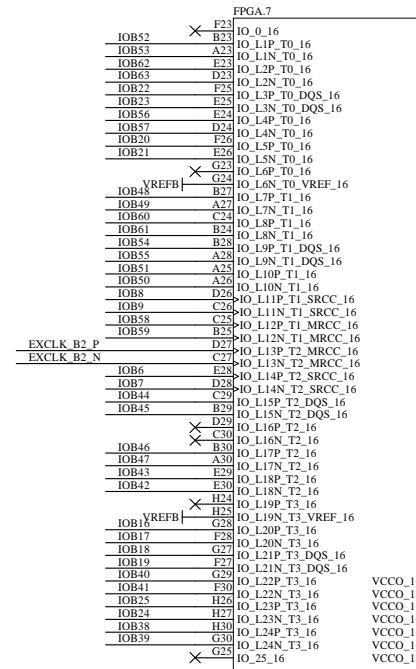 FPGA.7
F23 IO_0_16
IOB52 B23 IO_L1P_T0_16
IOB53 A23 IO_L1N_T0_16
IOB62 E23 IO_L2P_T0_16
IOB63 D23 IO_L2N_T0_16
IOB22 F25 IO_L3P_T0_DQS_16
IOB23 E25 IO_L3N_T0_DQS_16
IOB56 E24 IO_L4P_T0_16
IOB57 D24 IO_L4N_T0_16
IOB20 F26 IO_L5P_T0_16
IOB21 E26 IO_L5N_T0_16
G23 IO_L6P_T0_16
VREFB G24 IO_L6N_T0_VREF_16
IOB48 B27 IO_L7P_T1_16
IOB49 A27 IO_L7N_T1_16
IOB60 C24 IO_L8P_T1_16
IOB61 B24 IO_L8N_T1_16
IOB54 B28 IO_L9P_T1_DQS_16
IOB55 A28 IO_L9N_T1_DQS_16
IOB51 A25 IO_L10P_T1_16
IOB50 A26 IO_L10N_T1_16
IOB8 D26 IO_L11P_T1_SRCC_16
IOB9 C26 IO_L11N_T1_SRCC_16
IOB58 C25 IO_L12P_T1_MRCC_16
IOB59 B25 IO_L12N_T1_MRCC_16
EXCLK_B2_P D27 IO_L13P_T2_MRCC_16
EXCLK_B2_N C27 IO_L13N_T2_MRCC_16
IOB6 E28 IO_L14P_T2_SRCC_16
IOB7 D28 IO_L14N_T2_SRCC_16
IOB44 C29 IO_L15P_T2_DQS_16
IOB45 B29 IO_L15N_T2_DQS_16
D29 IO_L16P_T2_16
C30 IO_L16N_T2_16
IOB46 B30 IO_L17P_T2_16
IOB47 A30 IO_L17N_T2_16
IOB43 E29 IO_L18P_T2_16
IOB42 E30 IO_L18N_T2_16
H24 IO_L19P_T3_16
VREFB H25 IO_L19N_T3_VREF_16
IOB16 G28 IO_L20P_T3_16
IOB17 F28 IO_L20N_T3_16
IOB18 G27 IO_L21P_T3_DQS_16
IOB19 F27 IO_L21N_T3_DQS_16
IOB40 G29 IO_L22P_T3_16 VCCO_1
IOB41 F30 IO_L22N_T3_16 VCCO_1
IOB25 H26 IO_L23P_T3_16 VCCO_1
IOB24 H27 IO_L23N_T3_16 VCCO_1
IOB38 H30 IO_L24P_T3_16 VCCO_1
IOB39 G30 IO_L24N_T3_16
G25 IO_25_16 VCCO_1